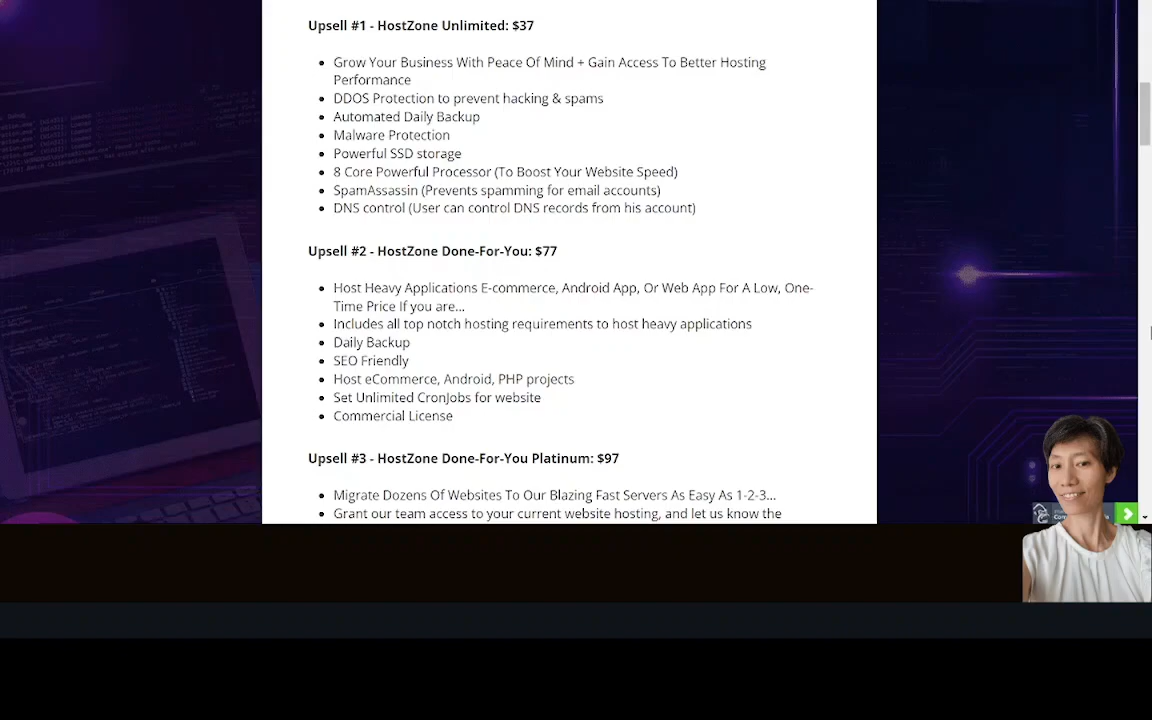 Upsell #1 - HostZone Unlimited: $37
Grow Your Business With Peace Of Mind + Gain Access To Better Hosting
Performance
DDOS Protection to prevent hacking & spams
Automated Daily Backup
Malware Protection
Powerful SSD storage
8 Core Powerful Processor (To Boost Your Website Speed)
SpamAssassin (Prevents spamming for email accounts)
DNS control (User can control DNS records from his account)
Upsell #2 - HostZone Done-For-You: $77
Host Heavy Applications E-commerce, Android App, Or Web App For A Low, One-
Time Price If you are...
Includes all top notch hosting requirements to host heavy applications
Daily Backup
SEO Friendly
Host eCommerce, Android, PHP projects
Set Unlimited CronJobs for website
Commercial License
Upsell #3 - HostZone Done-For-You Platinum: $97
Migrate Dozens Of Websites To Our Blazing Fast Servers As Easy As 1-2-3...
Grant our team access to your current website hosting, and let us know the